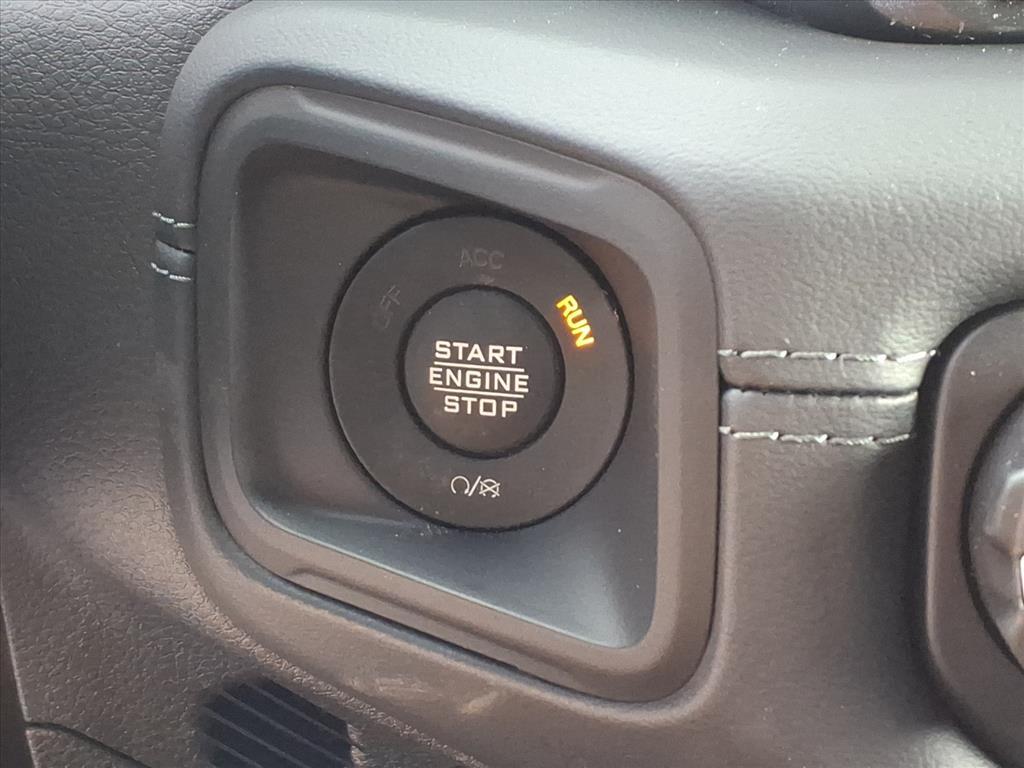 ACC
OFF
RUN
START
ENGINE
STOP